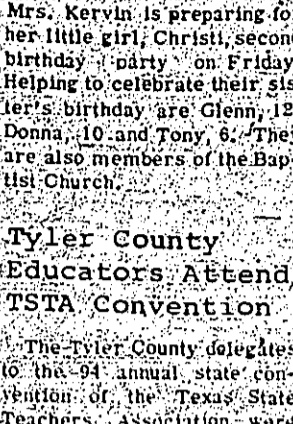 Mrs. Kervin is preparing fo
her little girl, Christi, secon
birthday party on Friday
Helping to celebrate their sis
ter's birthday are Glenn, 12
Donna, 10 and Tony, 6. The
are also members of the Bap
tist Church.
Tyler County
Educators Attend
TSTA Convention
The Tyler County delegates
to the 94 annual state con-
vention of the Texas State
Teachers Association were